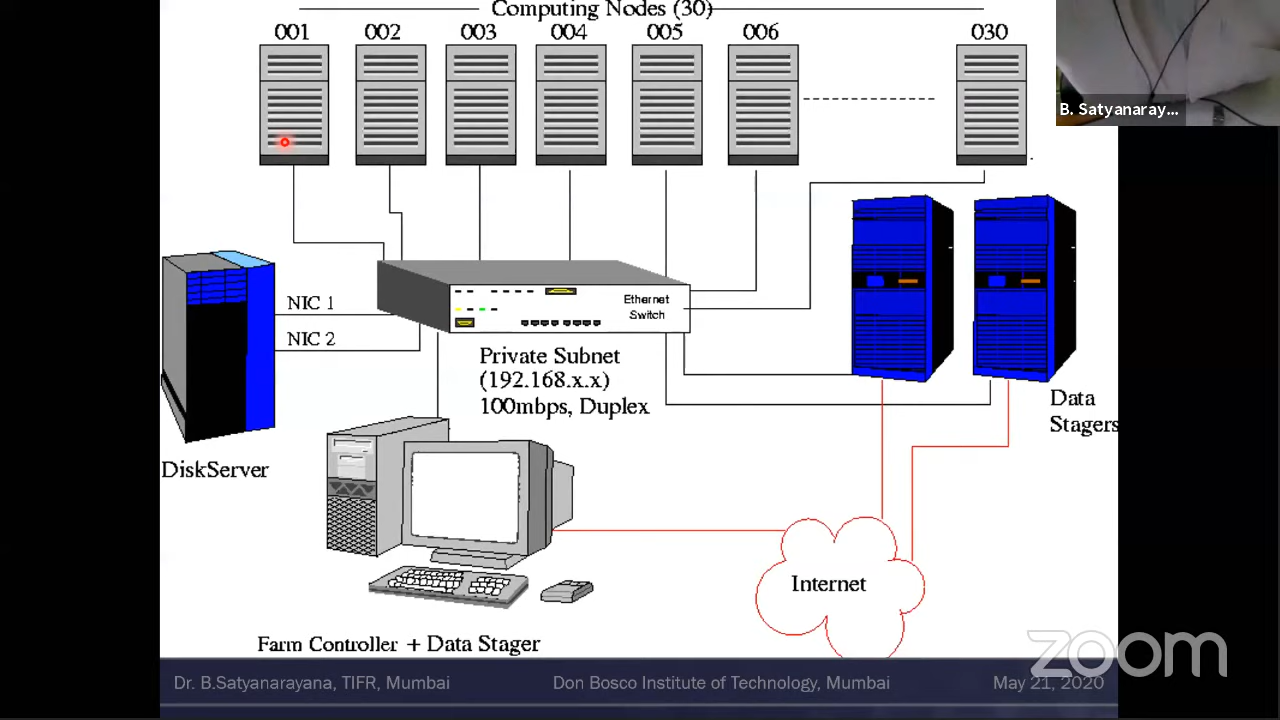 Computing Nodes (30)
001 002 003 004 005 006 030
B. Satyanaray...
NIC 1
NIC 2
Ethernet
Switch
Private Subnet
(192.168.x.x)
100mbps, Duplex
Data
Stagers
DiskServer
Internet
Farm Controller + Data Stager
zoom
Dr. B.Satyanarayana, TIFR, Mumbai Don Bosco Institute of Technology, Mumbai May 21, 2020